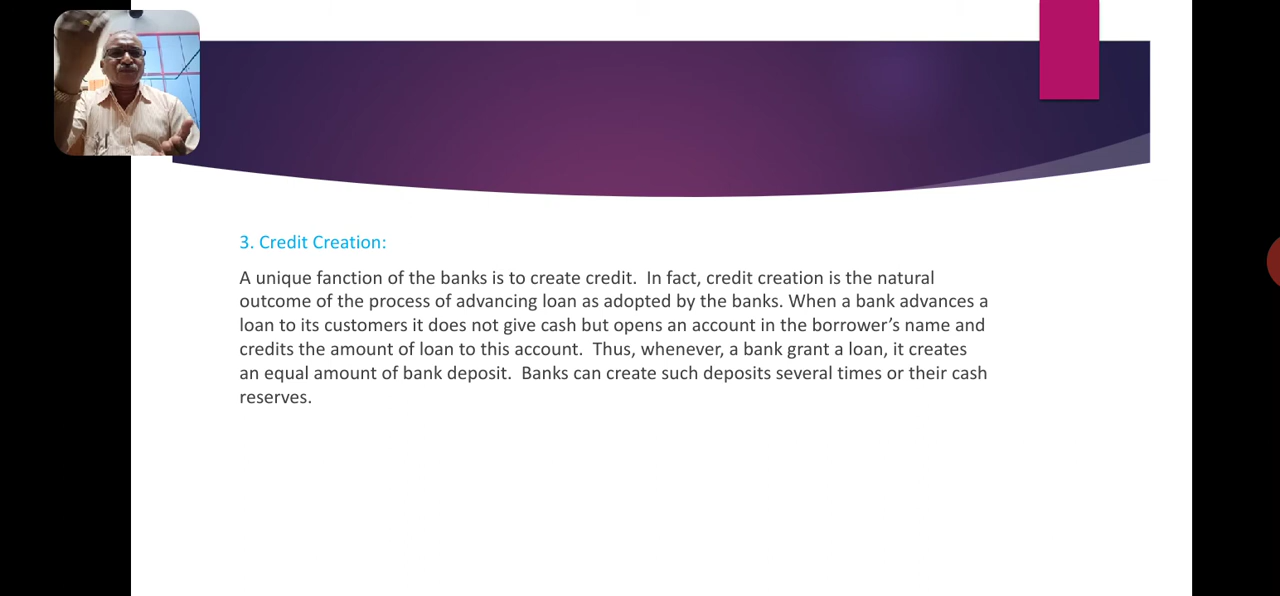 3. Credit Creation:
A unique fanction of the banks is to create credit.  In fact, credit creation is the natural
outcome of the process of advancing loan as adopted by the banks. When a bank advances a
loan to its customers it does not give cash but opens an account in the borrower’s name and
credits the amount of loan to this account.  Thus, whenever, a bank grant a loan, it creates
an equal amount of bank deposit.  Banks can create such deposits several times or their cash
reserves.